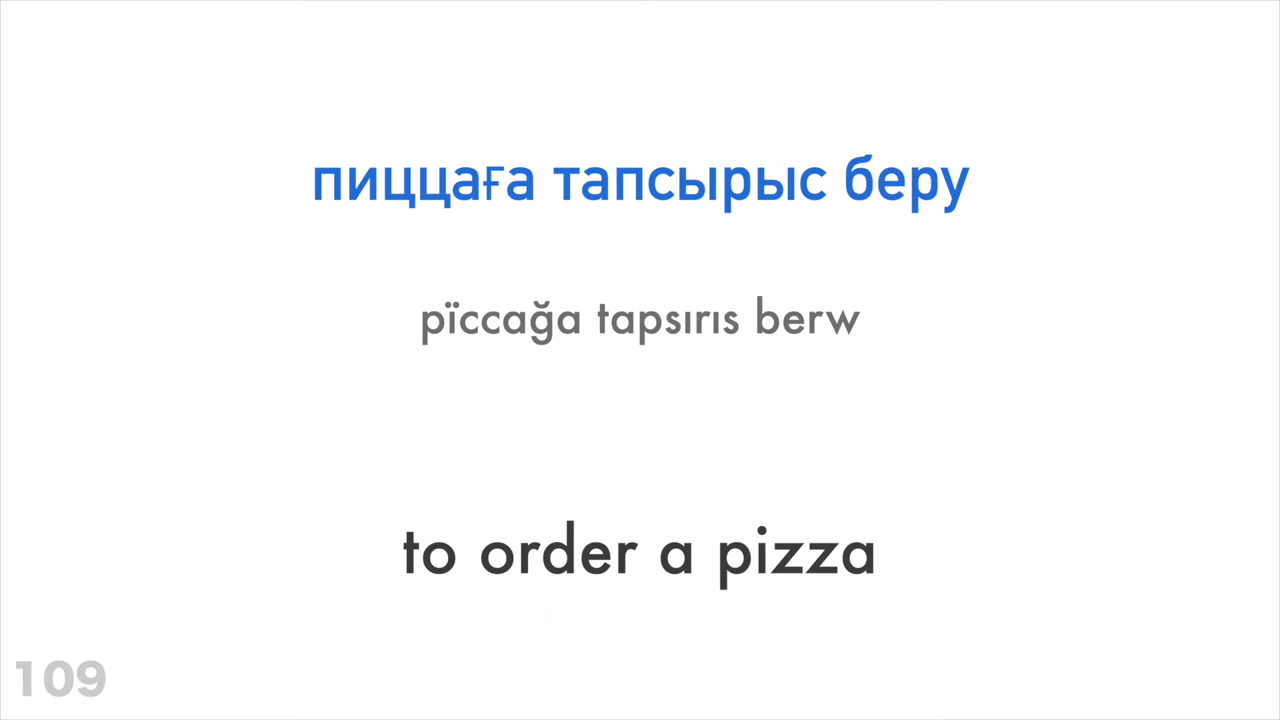 пиццаға тапсырыс беру
pïccağa tapsırıs berw
to order a pizza
109